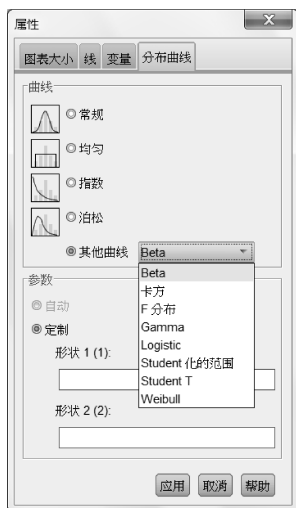 属性
图表大小 线 变量 分布曲线
曲线
常规
均匀
指数
泊松
其他曲线 Beta
Beta
卡方
F 分布
Gamma
Logistic
Student 化的范围
Student T
Weibull
参数
自动
定制
形状 1 (1):
形状 2 (2):
应用 取消 帮助